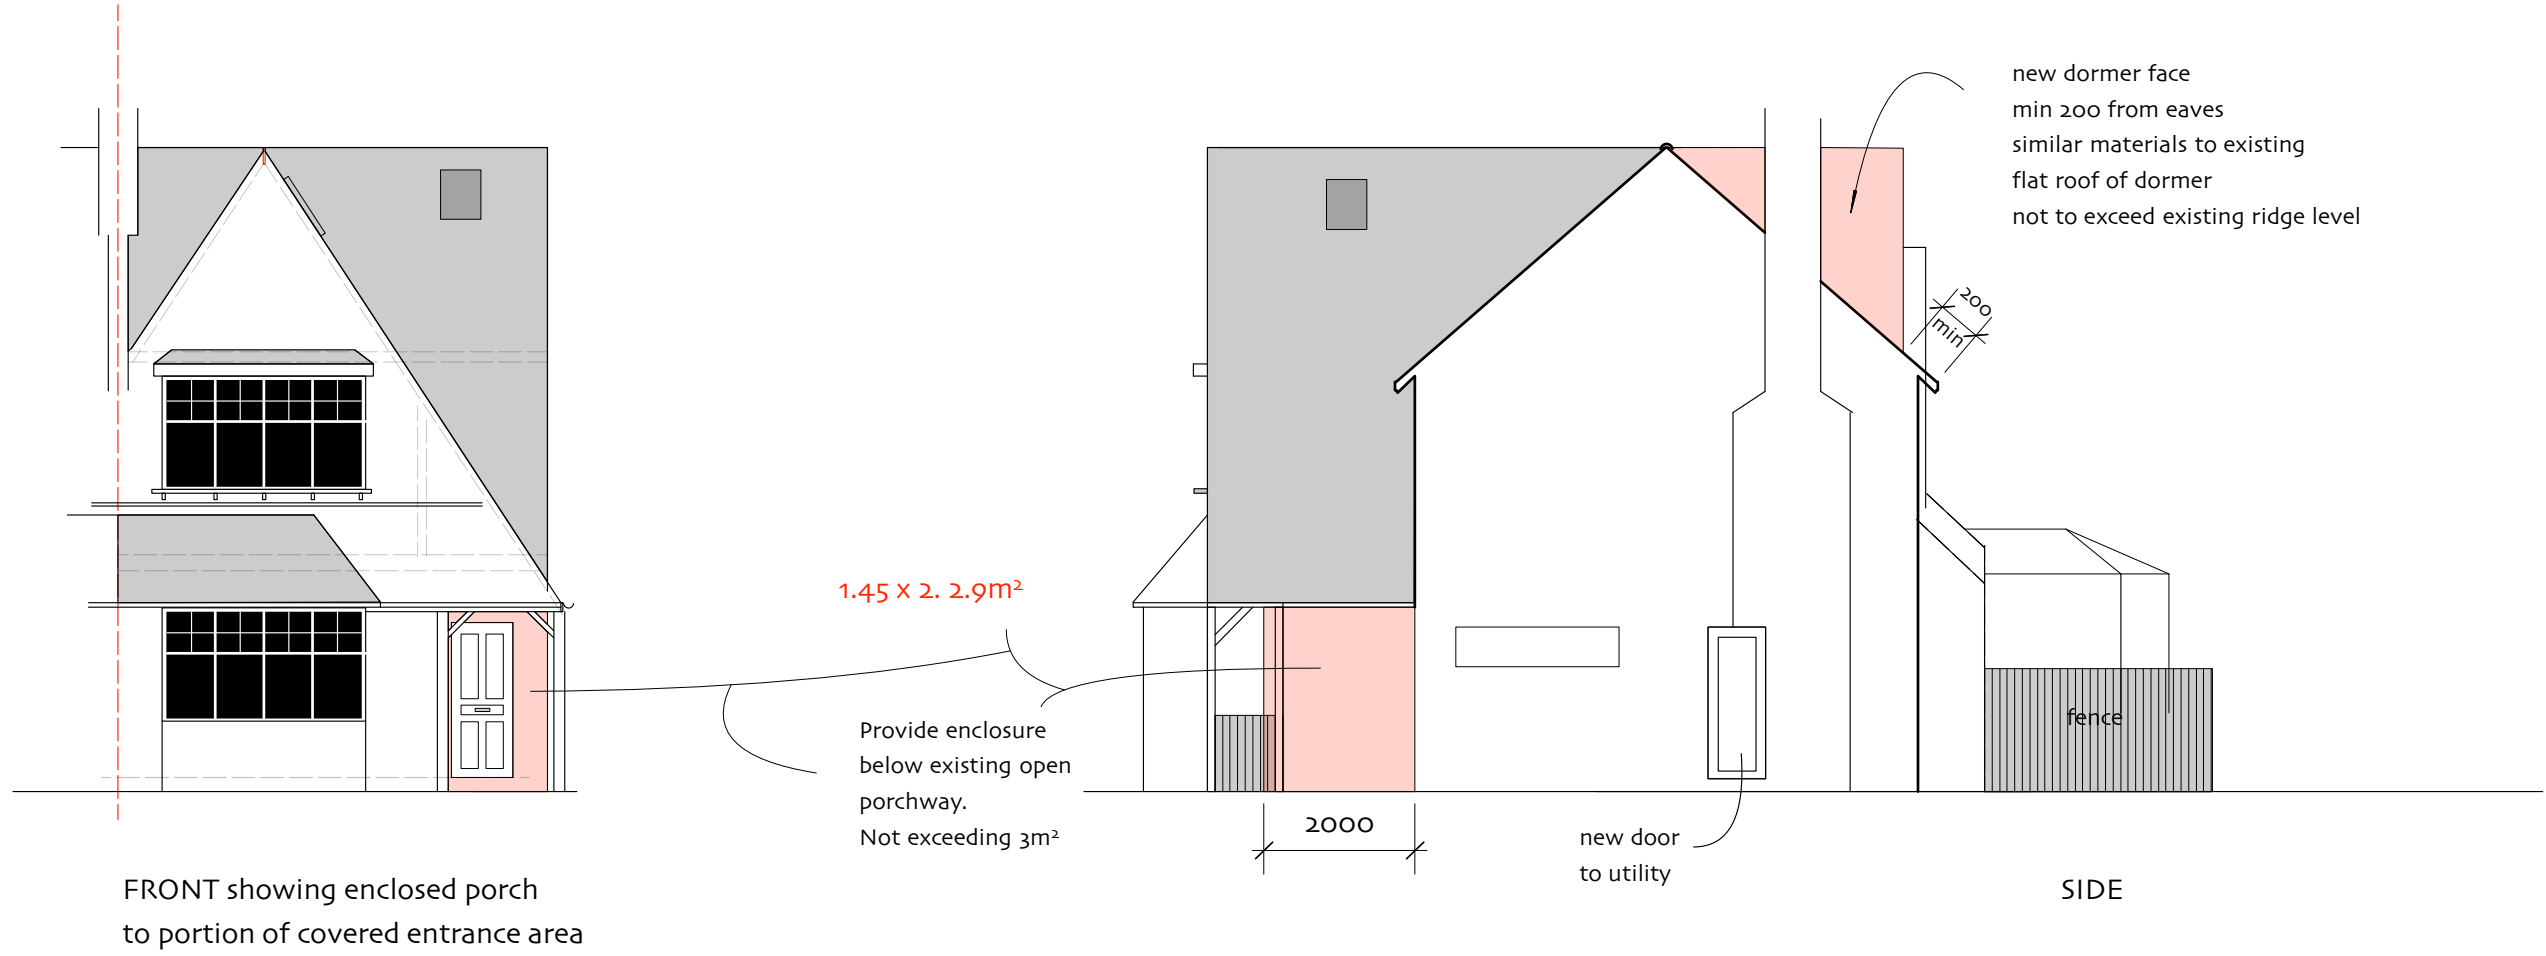 new dormer face
min 200 from eaves
similar materials to existing
flat roof of dormer
not to exceed existing ridge level
200
min
1.45 x 2. 2.9m²
Provide enclosure
below existing open
porchway.
Not exceeding 3m²
fence
2000
new door
to utility
FRONT showing enclosed porch
to portion of covered entrance area
SIDE